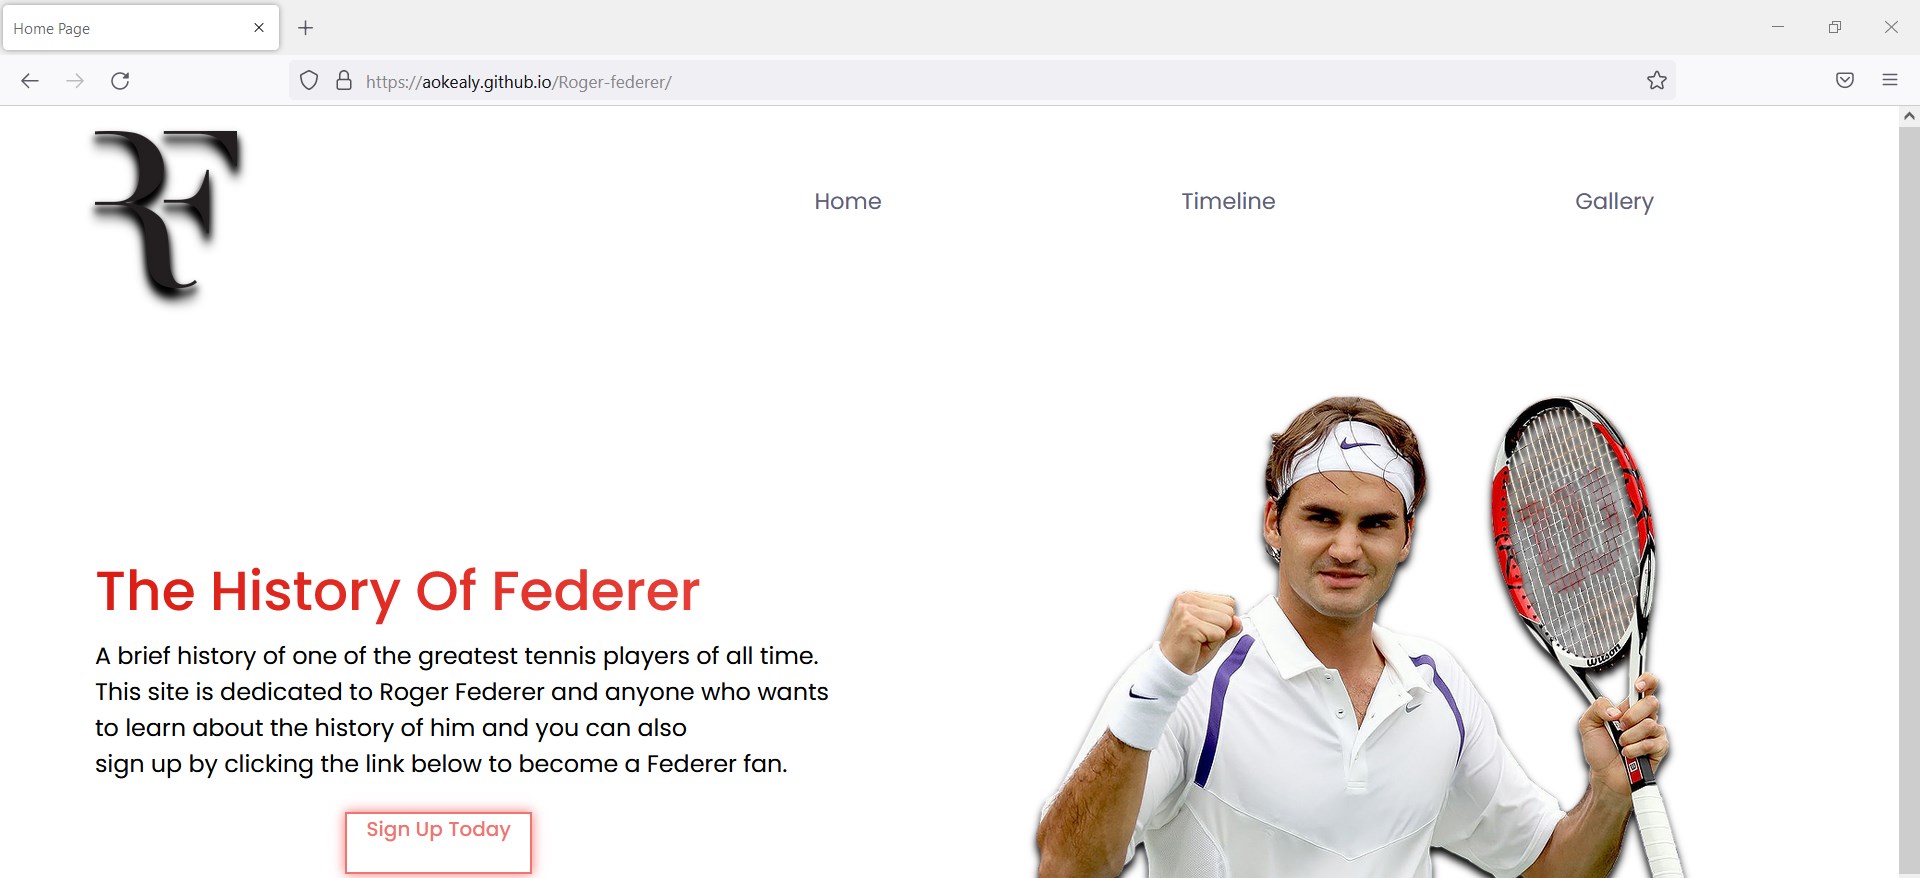 Home Page
https://aokealy.github.io/Roger-federer/
RF
Home
Timeline
Gallery
The History Of Federer
A brief history of one of the greatest tennis players of all time.
This site is dedicated to Roger Federer and anyone who wants
to learn about the history of him and you can also
sign up by clicking the link below to become a Federer fan.
Sign Up Today
Wilson